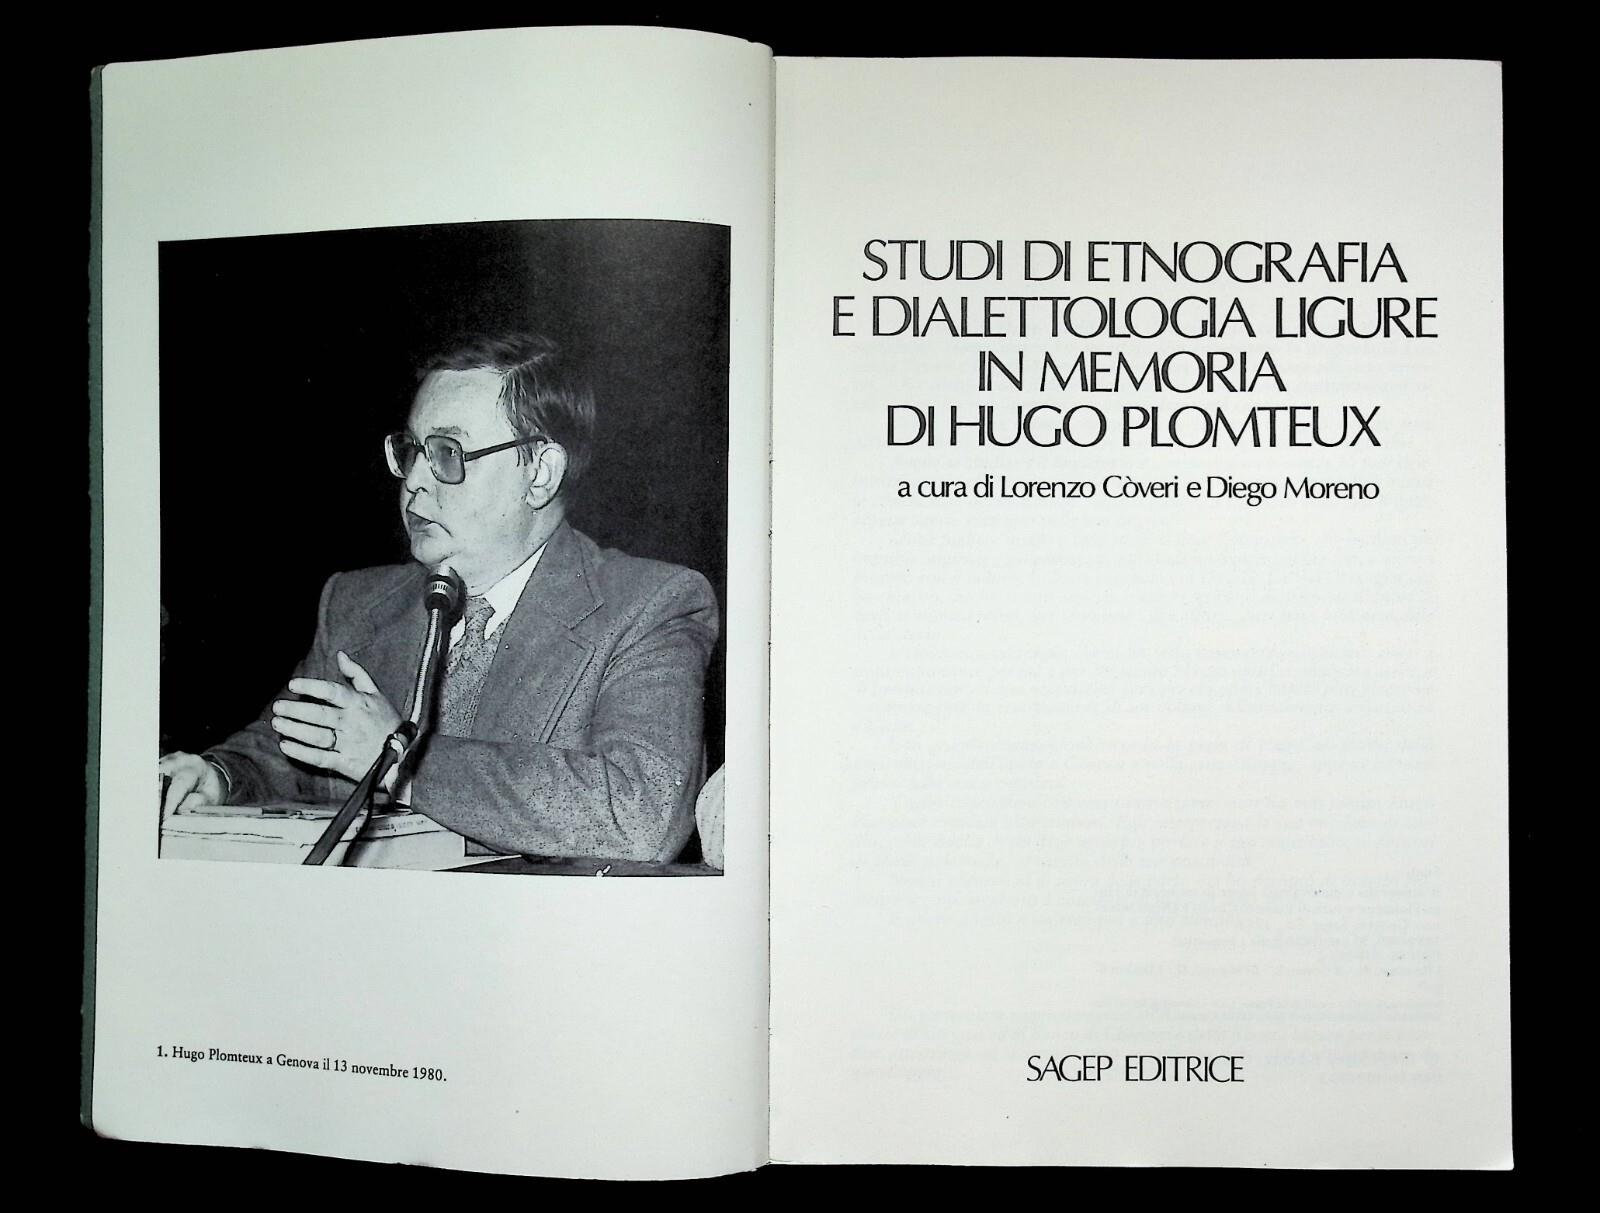 1. Hugo Plomteux a Genova il 13 novembre 1980.
STUDI DI ETNOGRAFIA
E DIALETTOLOGIA LIGURE
IN MEMORIA
DI HUGO PLOMTEUX
a cura di Lorenzo Còveri e Diego Moreno
SAGEP EDITRICE